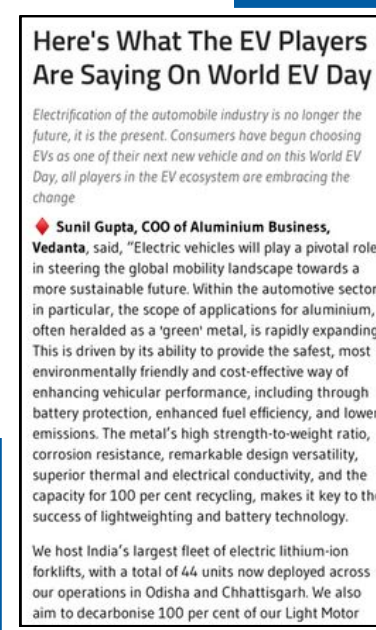 Here's What The EV Players
Are Saying On World EV Day
Electrification of the automobile industry is no longer the
future, it is the present. Consumers have begun choosing
EVs as one of their next new vehicle and on this World EV
Day, all players in the EV ecosystem are embracing the
change
Sunil Gupta, COO of Aluminium Business,
Vedanta, said, “Electric vehicles will play a pivotal role
in steering the global mobility landscape towards a
more sustainable future. Within the automotive sector
in particular, the scope of applications for aluminium,
often heralded as a 'green' metal, is rapidly expanding
This is driven by its ability to provide the safest, most
environmentally friendly and cost-effective way of
enhancing vehicular performance, including through
battery protection, enhanced fuel efficiency, and lower
emissions. The metal’s high strength-to-weight ratio,
corrosion resistance, remarkable design versatility,
superior thermal and electrical conductivity, and the
capacity for 100 per cent recycling, makes it key to the
success of lightweighting and battery technology.
We host India’s largest fleet of electric lithium-ion
forklifts, with a total of 44 units now deployed across
our operations in Odisha and Chhattisgarh. We also
aim to decarbonise 100 per cent of our Light Motor